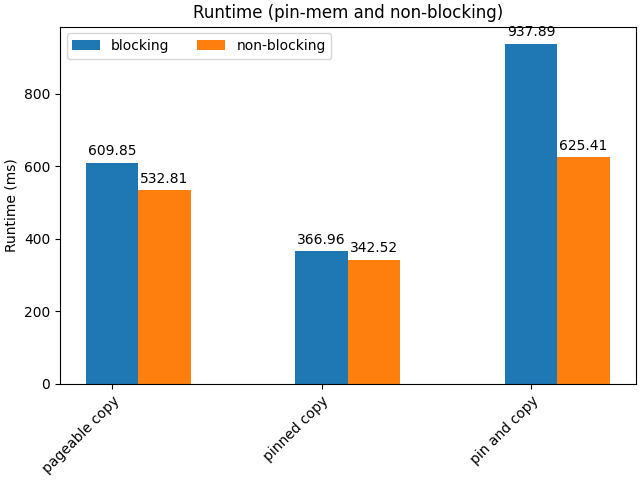 Runtime (pin-mem and non-blocking)
blocking non-blocking
937.89
609.85
532.81
366.96
342.52
625.41
Runtime (ms)
800
600
400
200
0
pageable copy
pinned copy
pin and copy